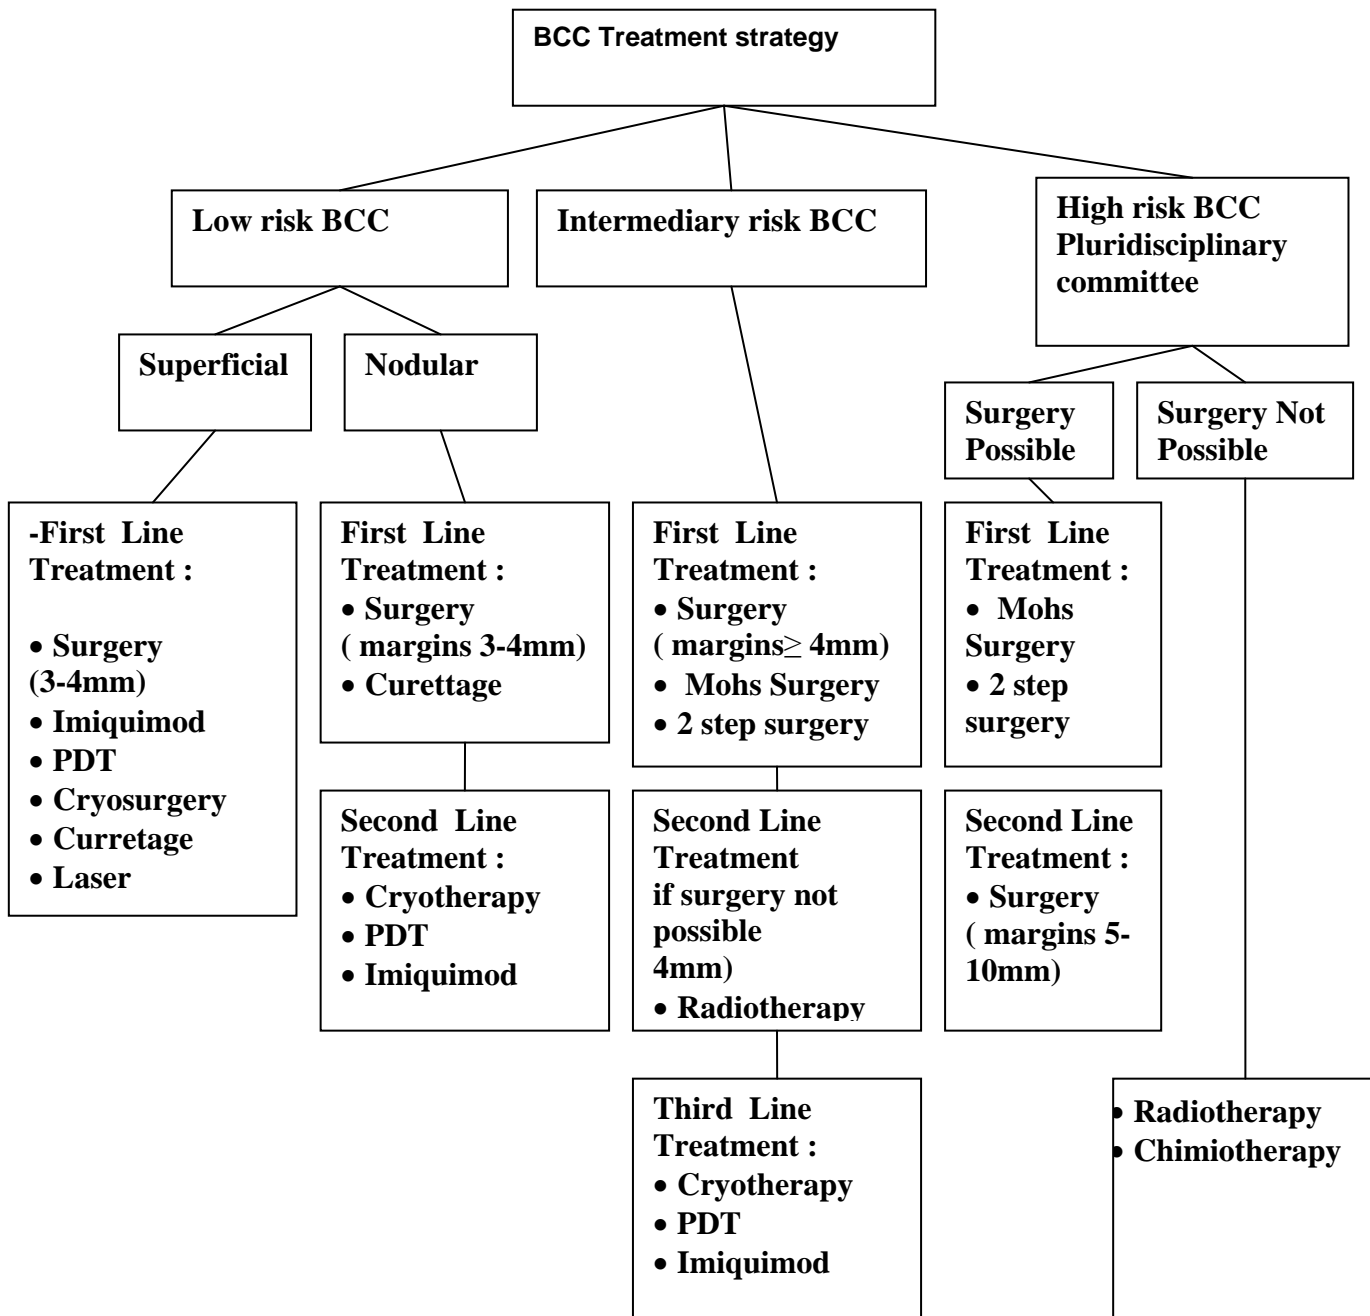 BCC Treatment strategy
Low risk BCC
Intermediary risk BCC
High risk BCC
Pluridisciplinary
committee
Superficial
Nodular
Surgery
Possible
Surgery Not
Possible
-First Line
Treatment :
• Surgery
(3-4mm)
• Imiquimod
• PDT
• Cryosurgery
• Curretage
• Laser
First Line
Treatment :
• Surgery
( margins 3-4mm)
• Curettage
First Line
Treatment :
• Surgery
( margins≥ 4mm)
• Mohs Surgery
• 2 step surgery
First Line
Treatment :
• Mohs
Surgery
• 2 step
surgery
Second Line
Treatment :
• Cryotherapy
• PDT
• Imiquimod
Second Line
Treatment
if surgery not
possible
4mm)
• Radiotherapy
Second Line
Treatment :
• Surgery
( margins 5-
10mm)
Third Line
Treatment :
• Cryotherapy
• PDT
• Imiquimod
• Radiotherapy
• Chimiotherapy